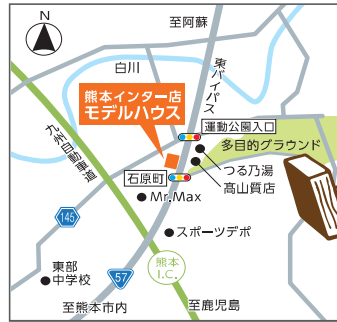 N
至阿蘇
白川
東バイパス
熊本インター店
モデルハウス
運動公園入口
多目的グラウンド
九州自動車道
つる乃湯
髙山質店
石原町
Mr.Max
145
スポーツデポ
熊本
I.C.
東部
中学校
57
至熊本市内
至鹿児島